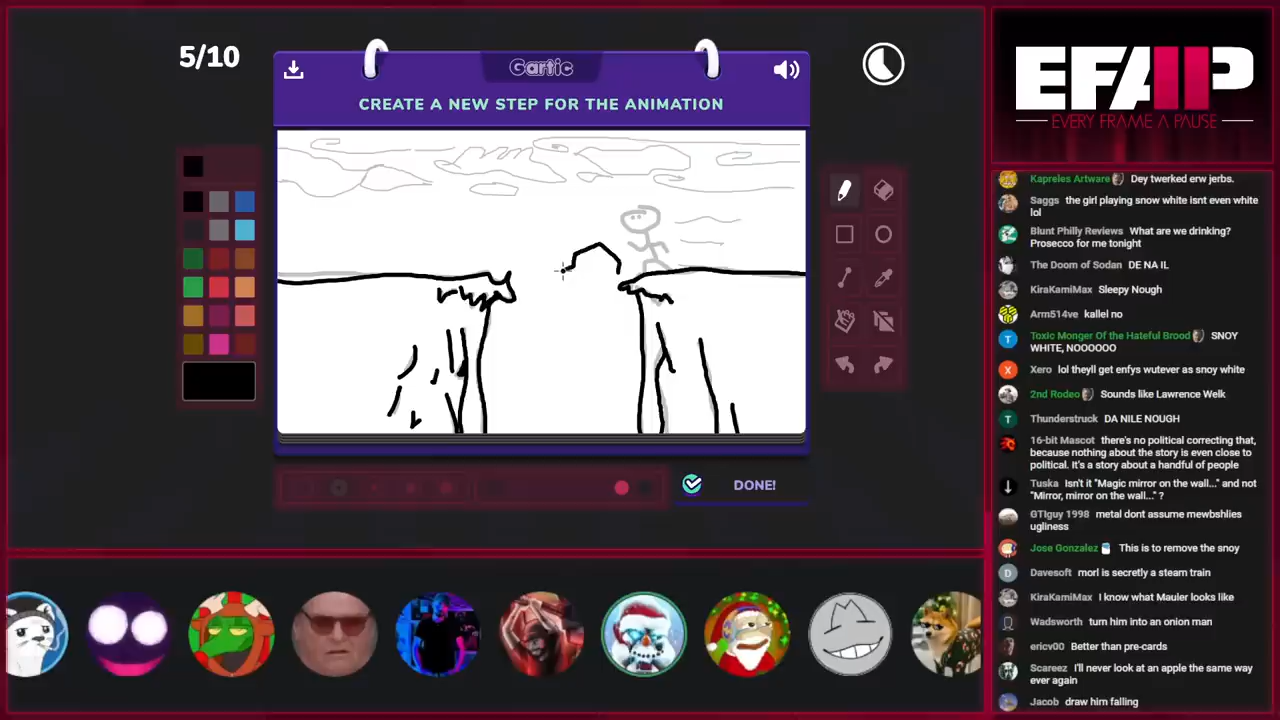 5/10
Gartic
CREATE A NEW STEP FOR THE ANIMATION
DONE!
EFAP
EVERY FRAME A PAUSE
Kapreles Artware Dey twerked erw jerbs.
Saggs the girl playing snow white isnt even white
lol
Blunt Philly Reviews What are we drinking?
Prosecco for me tonight
The Doom of Sodan DE NA IL
KiraKamiMax Sleepy Nough
Arm514ve kallel no
Toxic Monger Of the Hateful Brood SNOY
WHITE, NOOOOOO
Xero lol theyll get enfys wutever as snoy white
2nd Rodeo Sounds like Lawrence Welk
Thunderstruck DA NILE NOUGH
16-bit Mascot there's no political correcting that,
because nothing about the story is even close to
political. It's a story about a handful of people
Tuska Isn't it "Magic mirror on the wall..." and not
"Mirror, mirror on the wall..." ?
GTIguy 1998 metal dont assume mewbshlies
ugliness
Jose Gonzalez This is to remove the snoy
Davesoft morl is secretly a steam train
KiraKamiMax I know what Mauler looks like
Wadsworth turn him into an onion man
ericv00 Better than pre-cards
Scareez I'll never look at an apple the same way
ever again
Jacob draw him falling